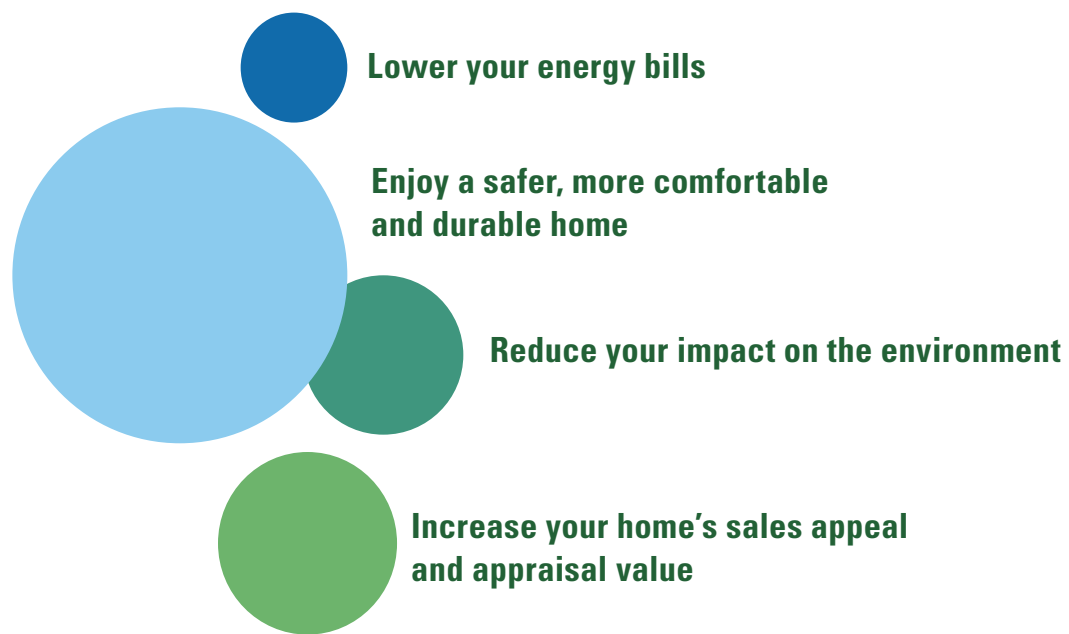 Lower your energy bills
Enjoy a safer, more comfortable
and durable home
Reduce your impact on the environment
Increase your home’s sales appeal
and appraisal value